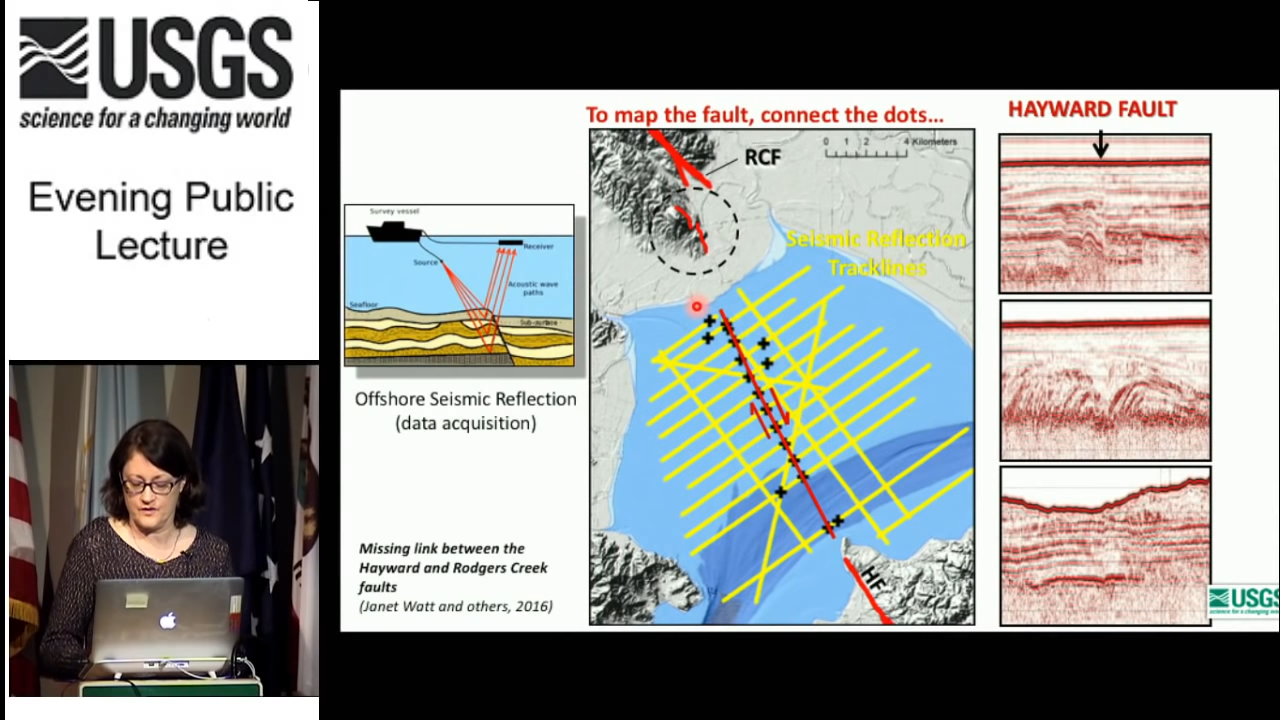 USGS
science for a changing world
Evening Public
Lecture
To map the fault, connect the dots...
HAYWARD FAULT
RCF
0 1 2 4 Kilometers
Seismic Reflection
Tracklines
HF
Survey vessel
Receiver
Source
Acoustic wave
paths
Seafloor
Sub-surface
Offshore Seismic Reflection
(data acquisition)
Missing link between the
Hayward and Rodgers Creek
faults
(Janet Watt and others, 2016)
USGS